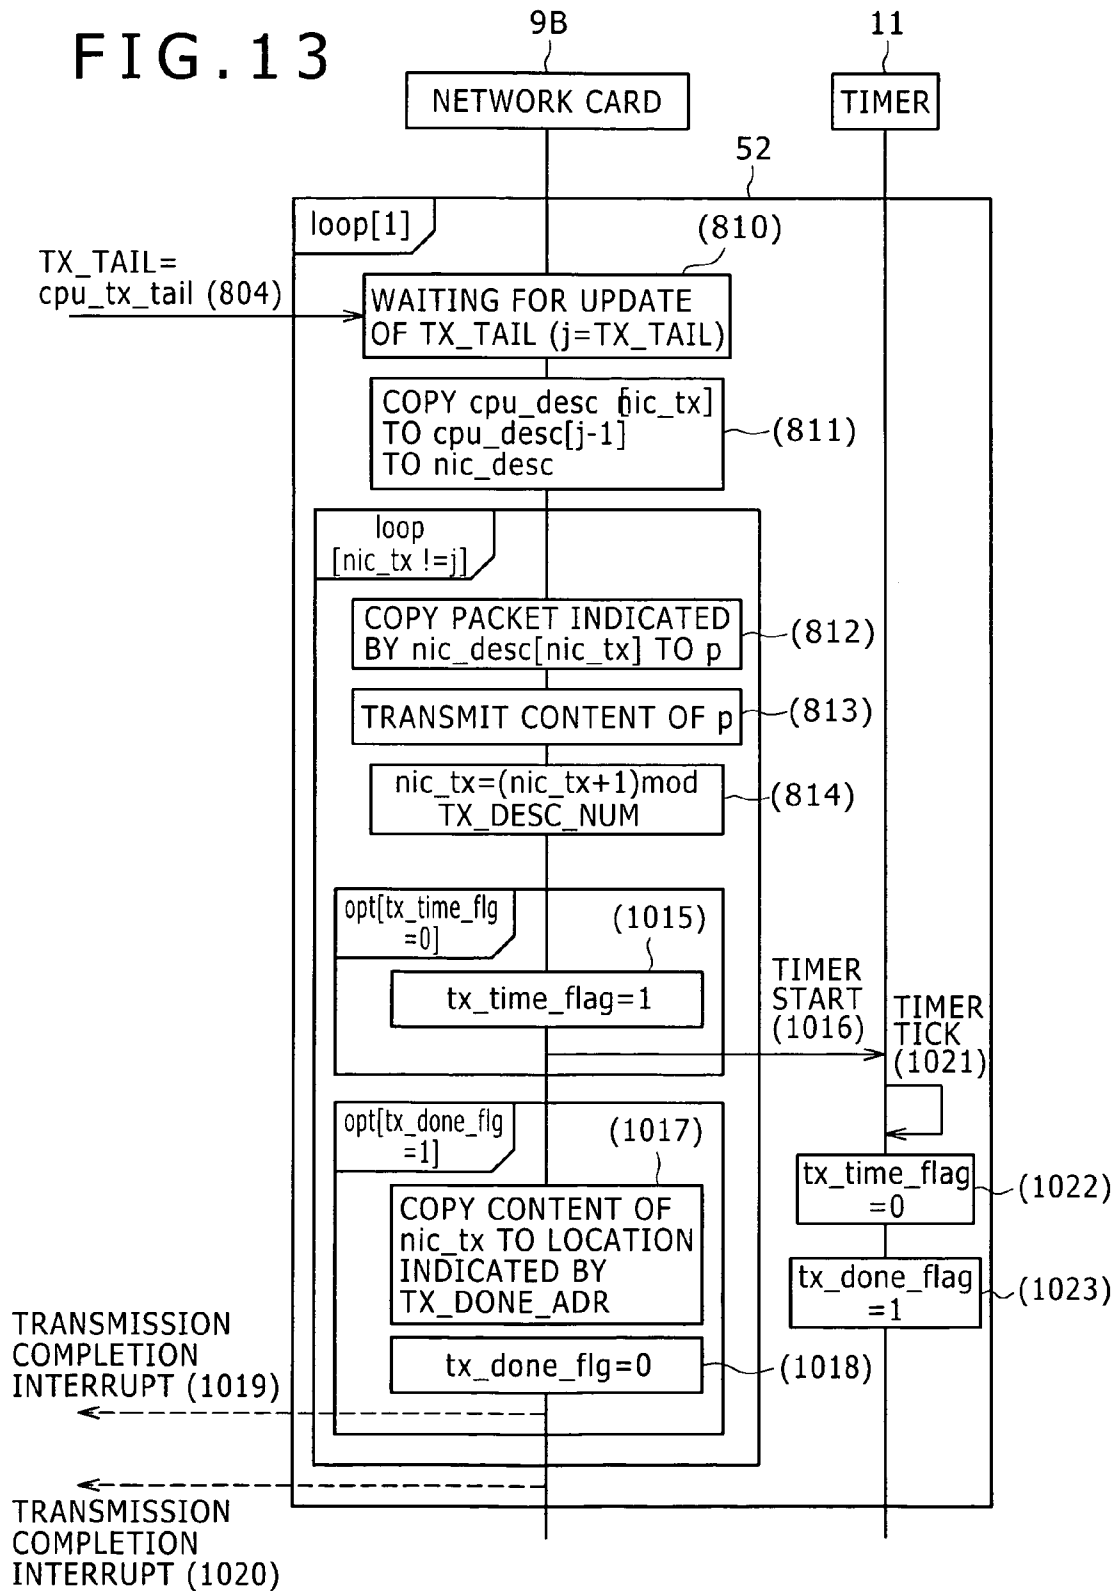 FIG.13
9B
11
NETWORK CARD
TIMER
52
loop[1]
(810)
TX_TAIL=
cpu_tx_tail (804)
WAITING FOR UPDATE
OF TX_TAIL (j=TX_TAIL)
COPY cpu_desc [nic_tx]
TO cpu_desc[j-1]
TO nic_desc
(811)
loop
[nic_tx !=j]
COPY PACKET INDICATED
BY nic_desc[nic_tx] TO p
(812)
TRANSMIT CONTENT OF p
(813)
nic_tx=(nic_tx+1)mod
TX_DESC_NUM
(814)
opt[tx_time_flg
=0]
(1015)
tx_time_flag=1
TIMER
START
(1016)
TIMER
TICK
(1021)
opt[tx_done_flg
=1]
(1017)
COPY CONTENT OF
nic_tx TO LOCATION
INDICATED BY
TX_DONE_ADR
tx_time_flag
=0
(1022)
tx_done_flag
=1
(1023)
tx_done_flg=0
(1018)
TRANSMISSION
COMPLETION
INTERRUPT (1019)
TRANSMISSION
COMPLETION
INTERRUPT (1020)